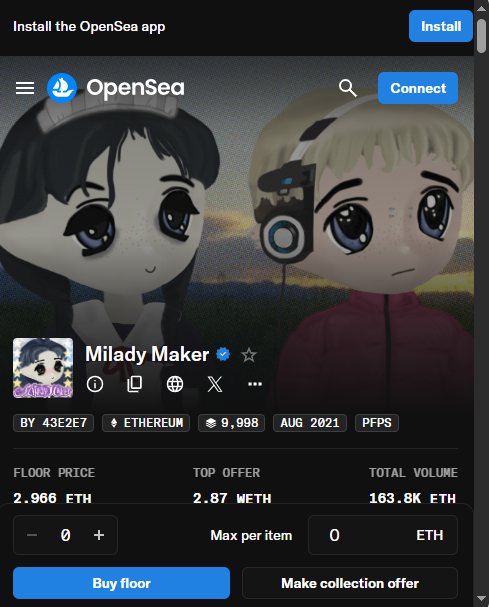 Install the OpenSea app
Install
OpenSea
Connect
Milady Maker
BY 43E2E7
ETHEREUM
9,998
AUG 2021
PFPS
FLOOR PRICE
TOP OFFER
TOTAL VOLUME
2.966 ETH
2.87 WETH
163.8K ETH
− 0 +
Max per item
0
ETH
Buy floor
Make collection offer